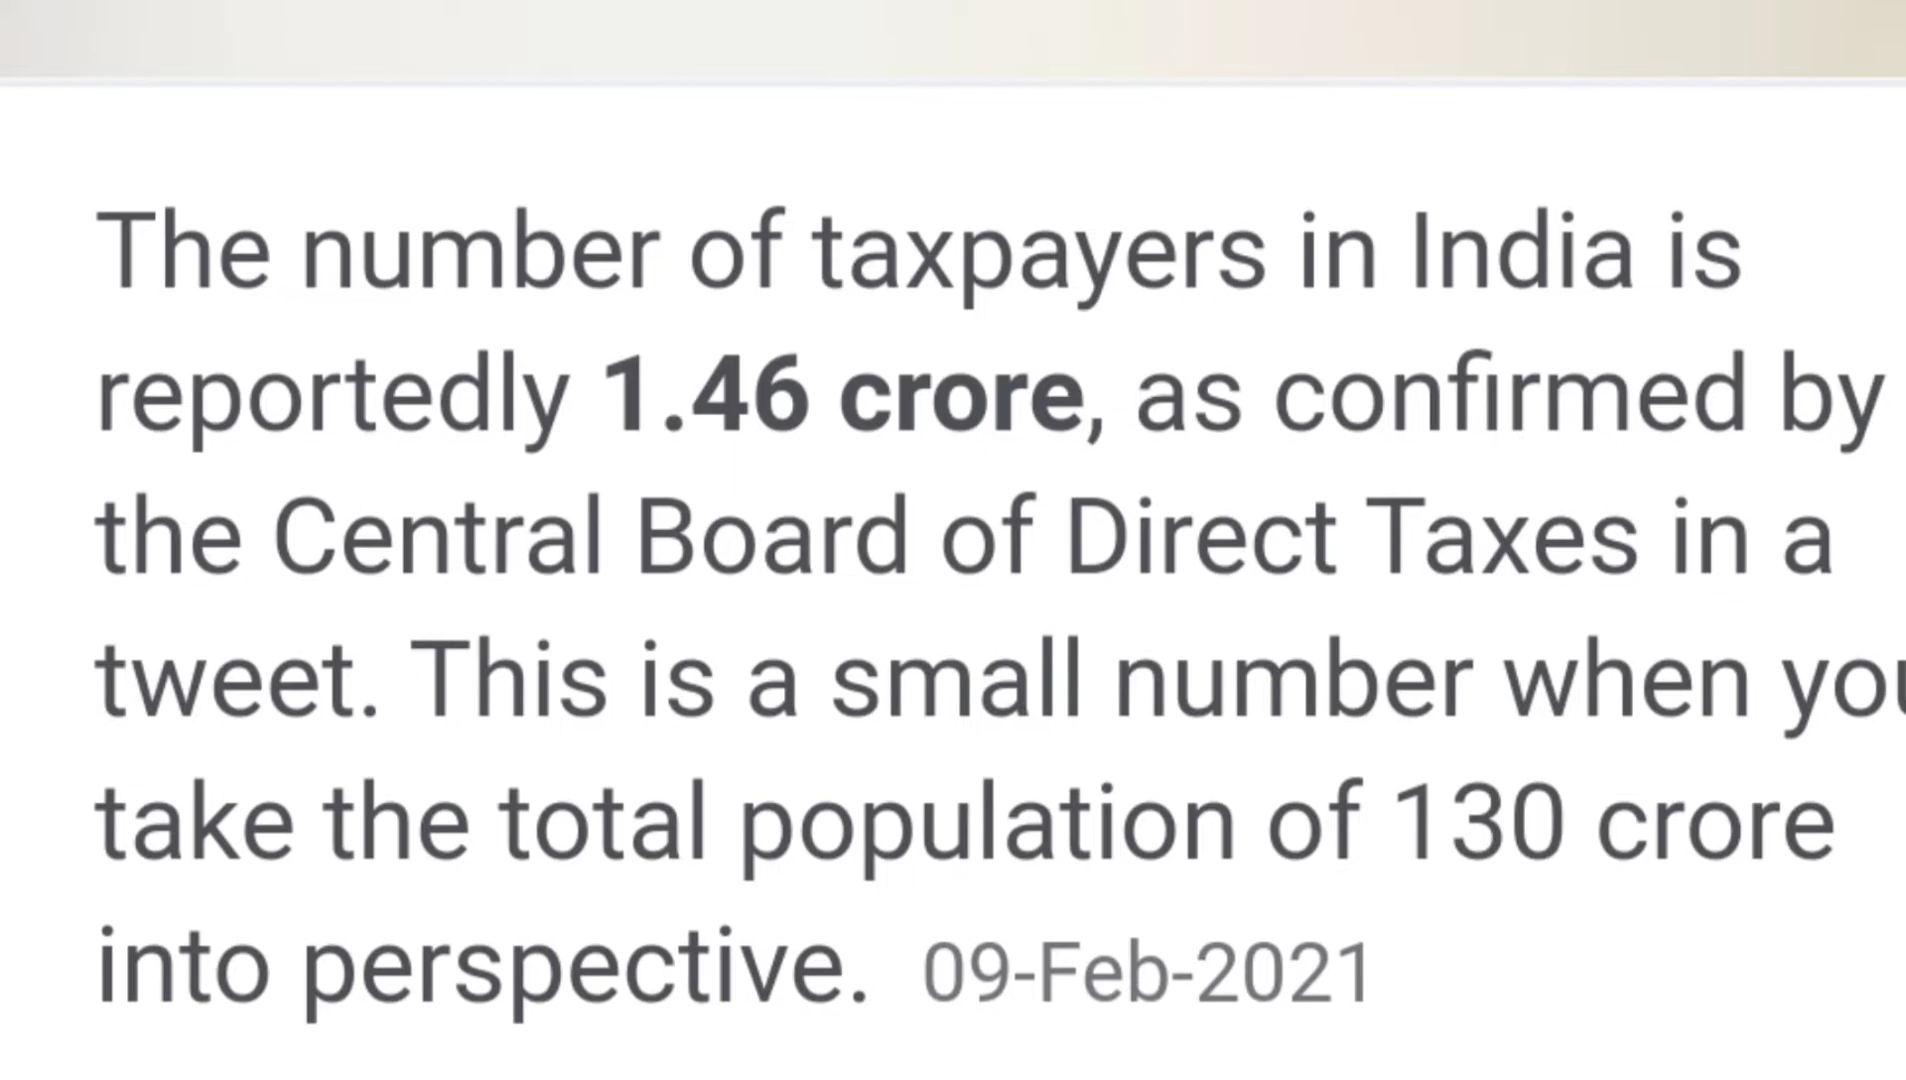 The number of taxpayers in India is
reportedly 1.46 crore, as confirmed by
the Central Board of Direct Taxes in a
tweet. This is a small number when you
take the total population of 130 crore
into perspective. 09-Feb-2021